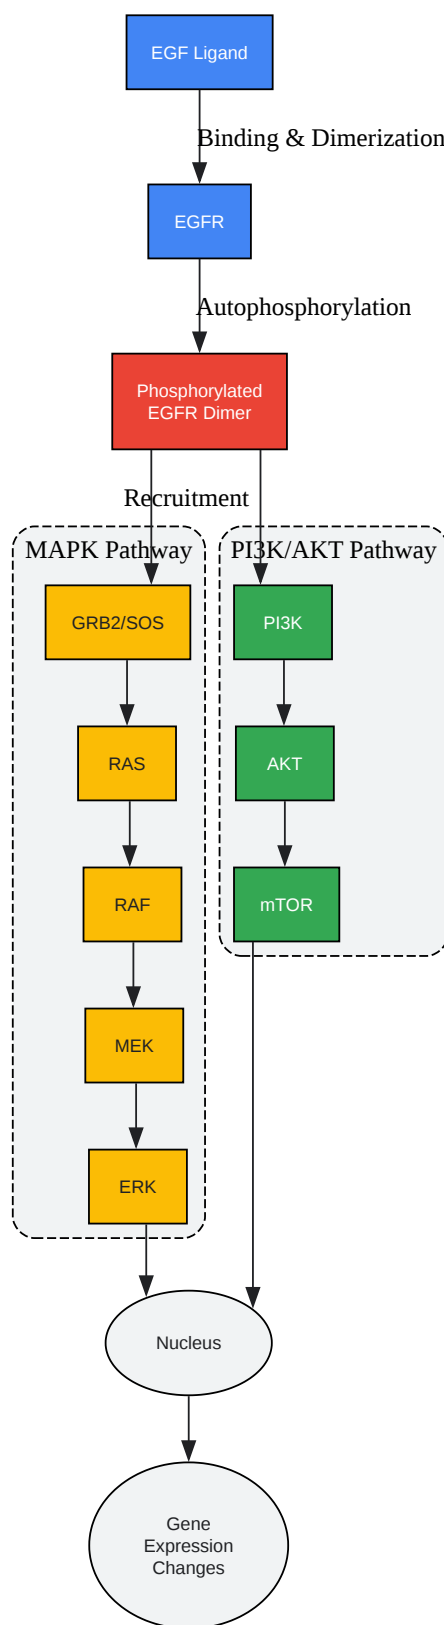 EGF Ligand
Binding & Dimerization
EGFR
Autophosphorylation
Phosphorylated
EGFR Dimer
Recruitment
MAPK Pathway
PI3K/AKT Pathway
GRB2/SOS
PI3K
RAS
AKT
RAF
mTOR
MEK
ERK
Nucleus
Gene
Expression
Changes